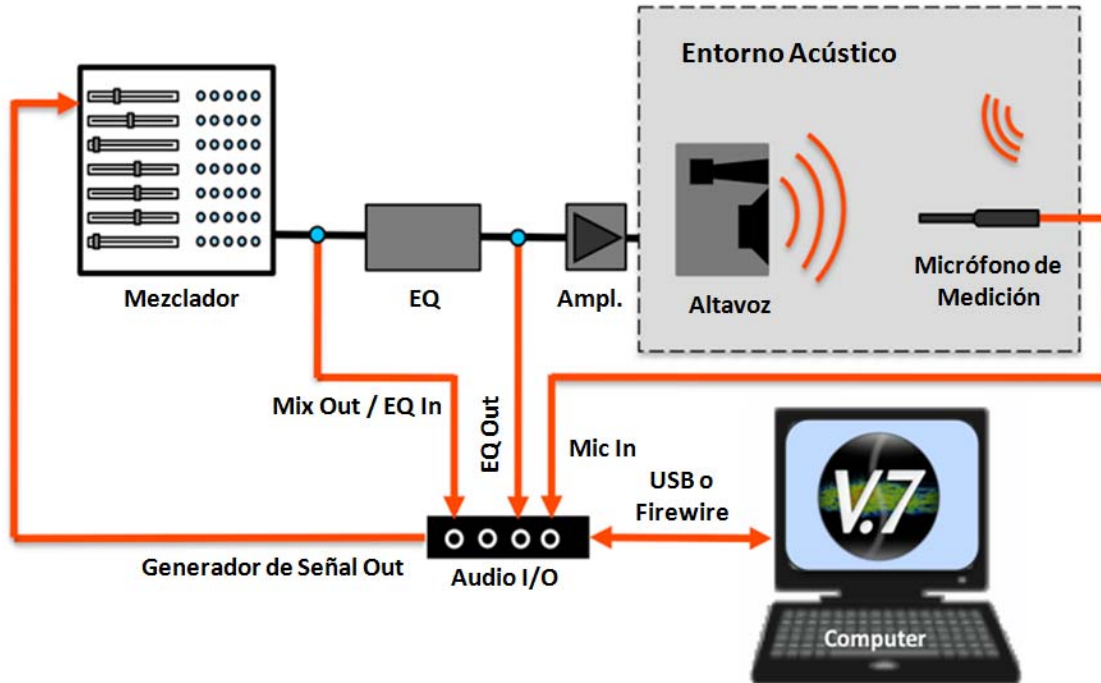 Entorno Acústico
Mezclador
EQ
Ampl.
Altavoz
Micrófono de
Medición
Mix Out / EQ In
EQ Out
Mic In
USB o
Firewire
Generador de Señal Out
Audio I/O
V.7
Computer